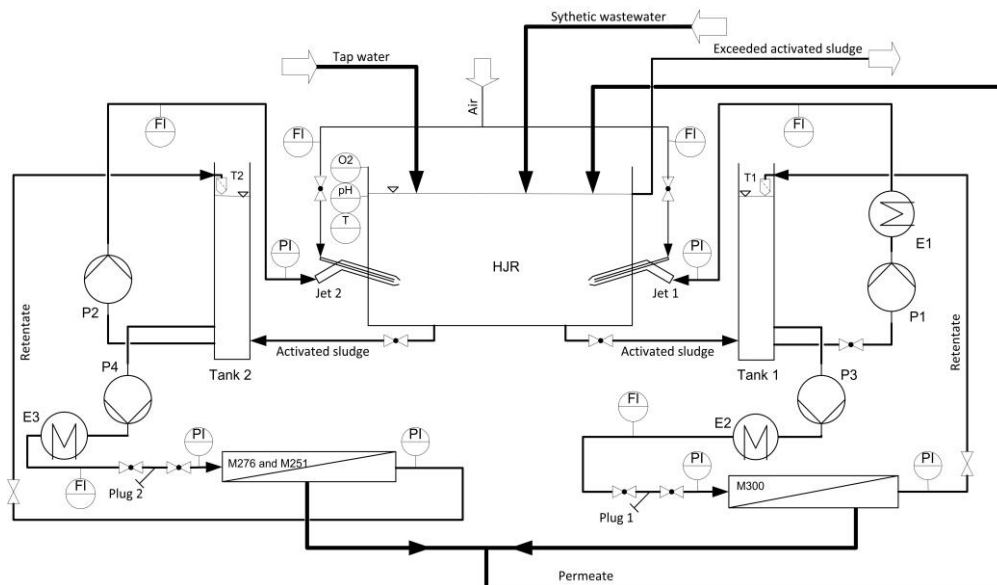 Sythetic wastewater
Exceeded activated sludge
Tap water
Air
FI
FI
FI
FI
T2
O2
pH
T
T1
E1
PI
PI
HJR
Jet 2
Jet 1
P2
P1
Retentate
Activated sludge
Activated sludge
Retentate
Tank 2
Tank 1
P4
P3
E3
FI
E2
PI
PI
M276 and M251
PI
PI
M300
FI
Plug 2
Plug 1
Permeate